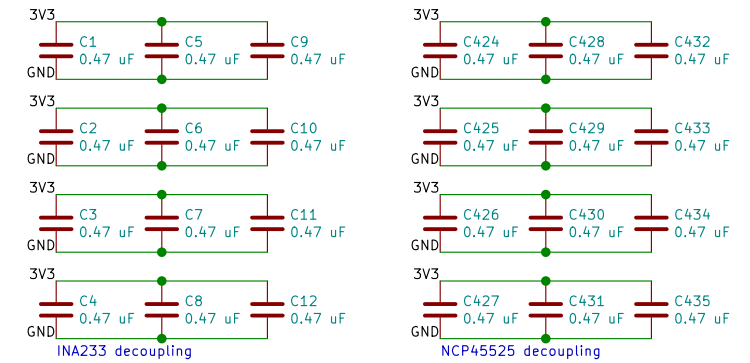 3V3 3V3
C1 C5 C9 C424 C428 C432
0.47 uF 0.47 uF 0.47 uF 0.47 uF 0.47 uF 0.47 uF
GND GND
3V3 3V3
C2 C6 C10 C425 C429 C433
0.47 uF 0.47 uF 0.47 uF 0.47 uF 0.47 uF 0.47 uF
GND GND
3V3 3V3
C3 C7 C11 C426 C430 C434
0.47 uF 0.47 uF 0.47 uF 0.47 uF 0.47 uF 0.47 uF
GND GND
3V3 3V3
C4 C8 C12 C427 C431 C435
0.47 uF 0.47 uF 0.47 uF 0.47 uF 0.47 uF 0.47 uF
GND GND
INA233 decoupling NCP45525 decoupling